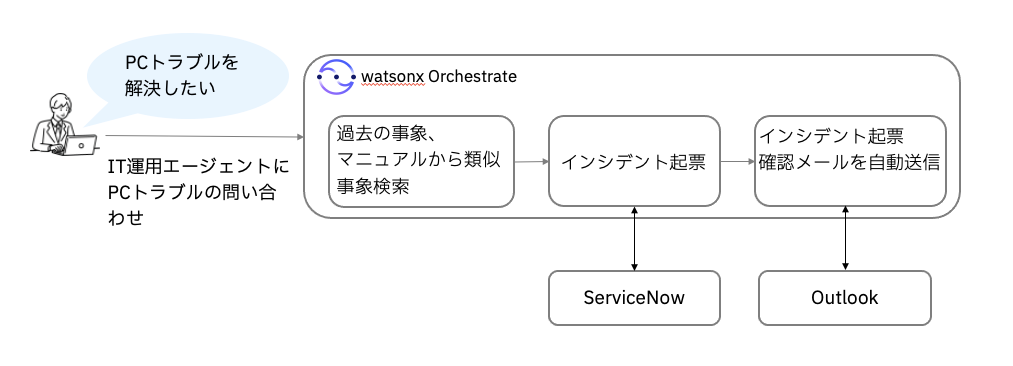 PCトラブルを
解決したい
IT運用エージェントに
PCトラブルの問い合
わせ
watsonx Orchestrate
過去の事象、
マニュアルから類似
事象検索
インシデント起票
インシデント起票
確認メールを自動送信
ServiceNow
Outlook